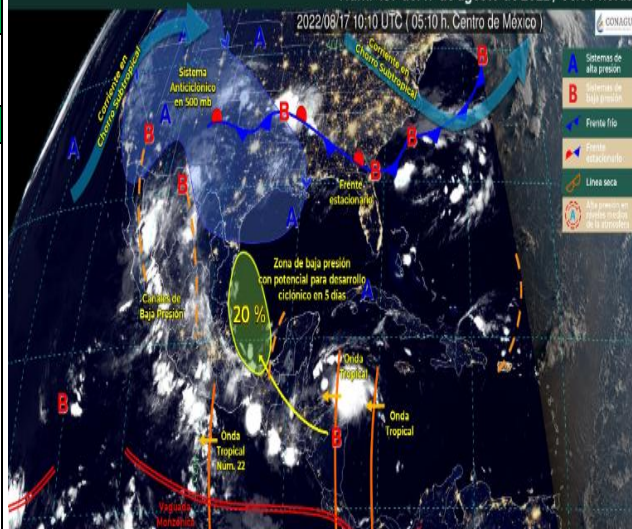 2022/08/17 10:10 UTC ( 05:10 h. Centro de México )
CONAGU
Corriente en
Chorro Subtropical
Sistema
Anticiclónico
en 500 mb
Corriente en
Chorro Subtropical
A
A
A
A
A
A
B
B
B
B
B
B
B
B
B
Sistemas de
alta presión
A
Sistemas de
baja presión
B
Frente frío
Frente
estacionario
Línea seca
Alta presión en
niveles medios
de la atmósfera
A
Frente
estacionario
Zona de baja presión
con potencial para desarrollo
ciclónico en 5 días
20 %
Canales de
Baja Presión
Onda
Tropical
Onda
Tropical
Onda
Tropical
Núm. 22
Vaguada
Monzónica